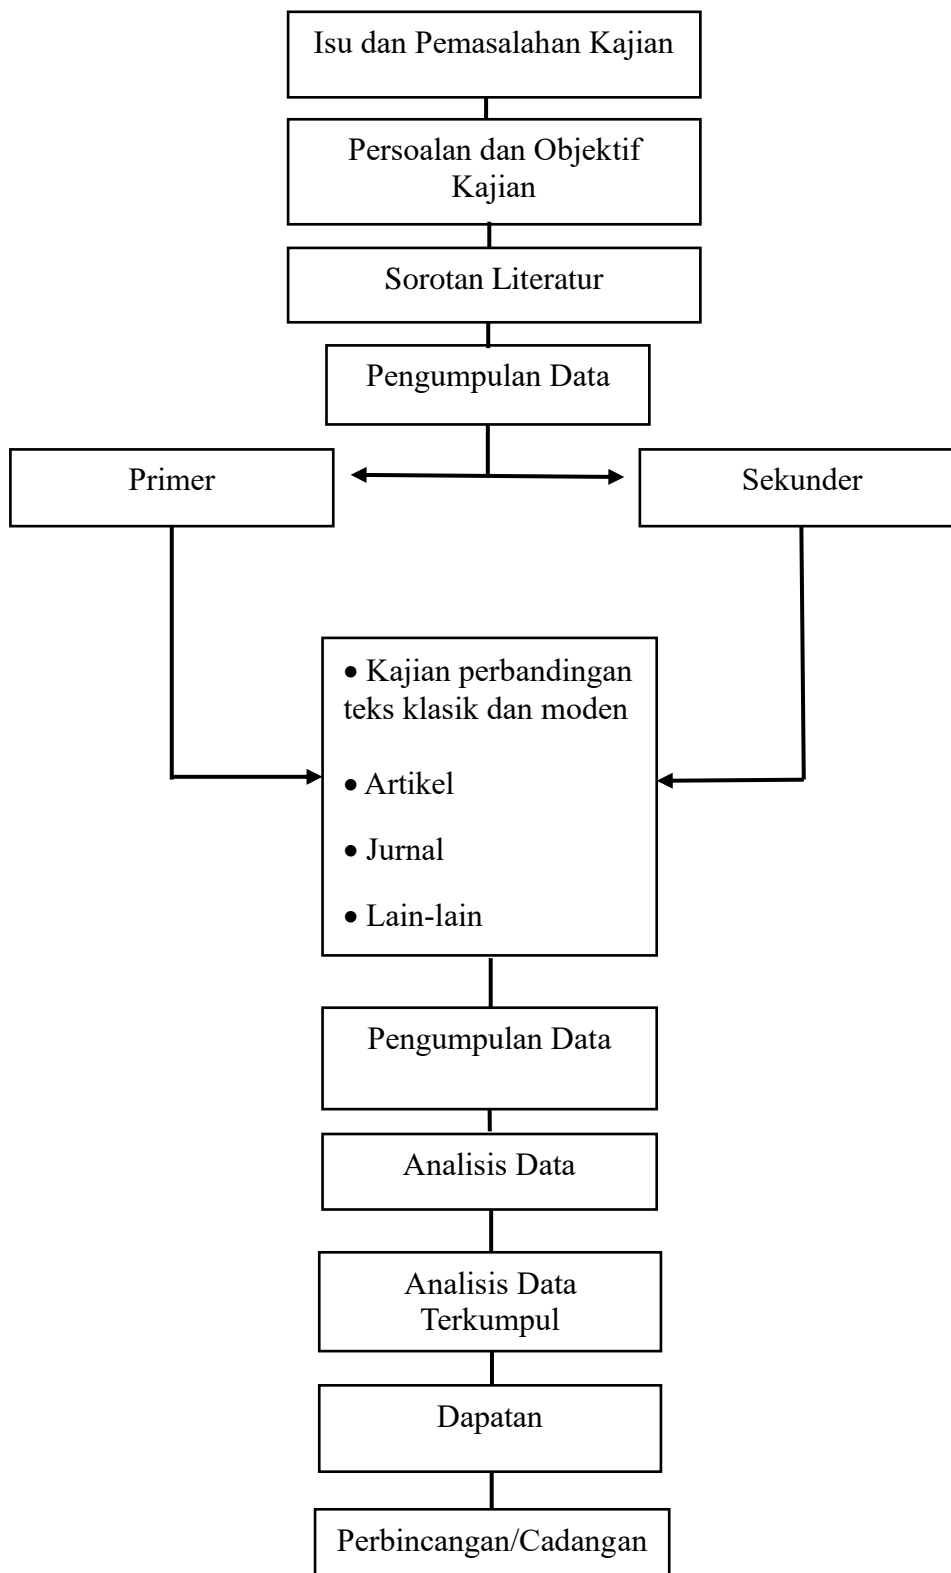 Isu dan Pemasalahan Kajian
Persoalan dan Objektif
Kajian
Sorotan Literatur
Pengumpulan Data
Primer
Sekunder
• Kajian perbandingan
teks klasik dan moden
• Artikel
• Jurnal
• Lain-lain
Pengumpulan Data
Analisis Data
Analisis Data
Terkumpul
Dapatan
Perbincangan/Cadangan